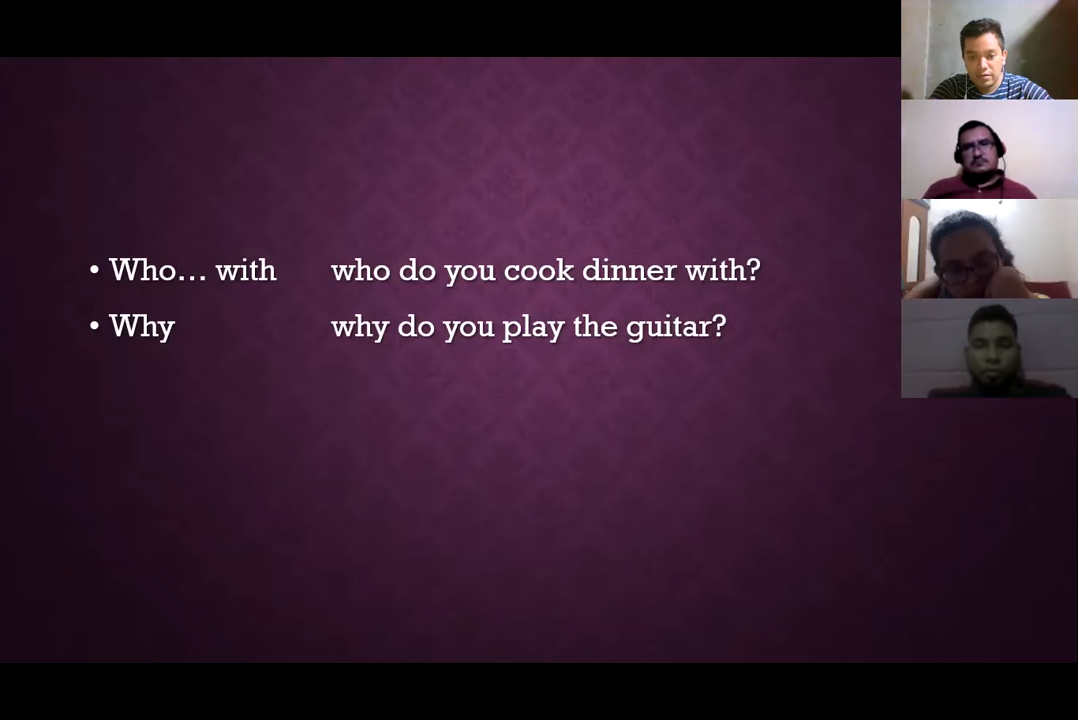 • Who... with who do you cook dinner with?
• Why why do you play the guitar?